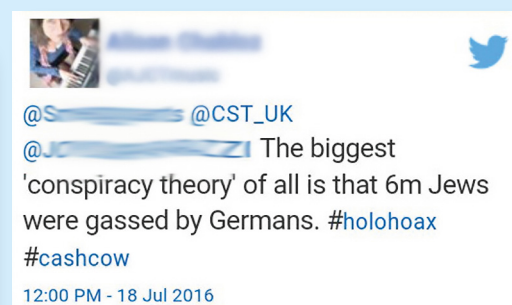 @S @CST_UK
@J The biggest
'conspiracy theory' of all is that 6m Jews
were gassed by Germans. #holohoax
#cashcow
12:00 PM - 18 Jul 2016